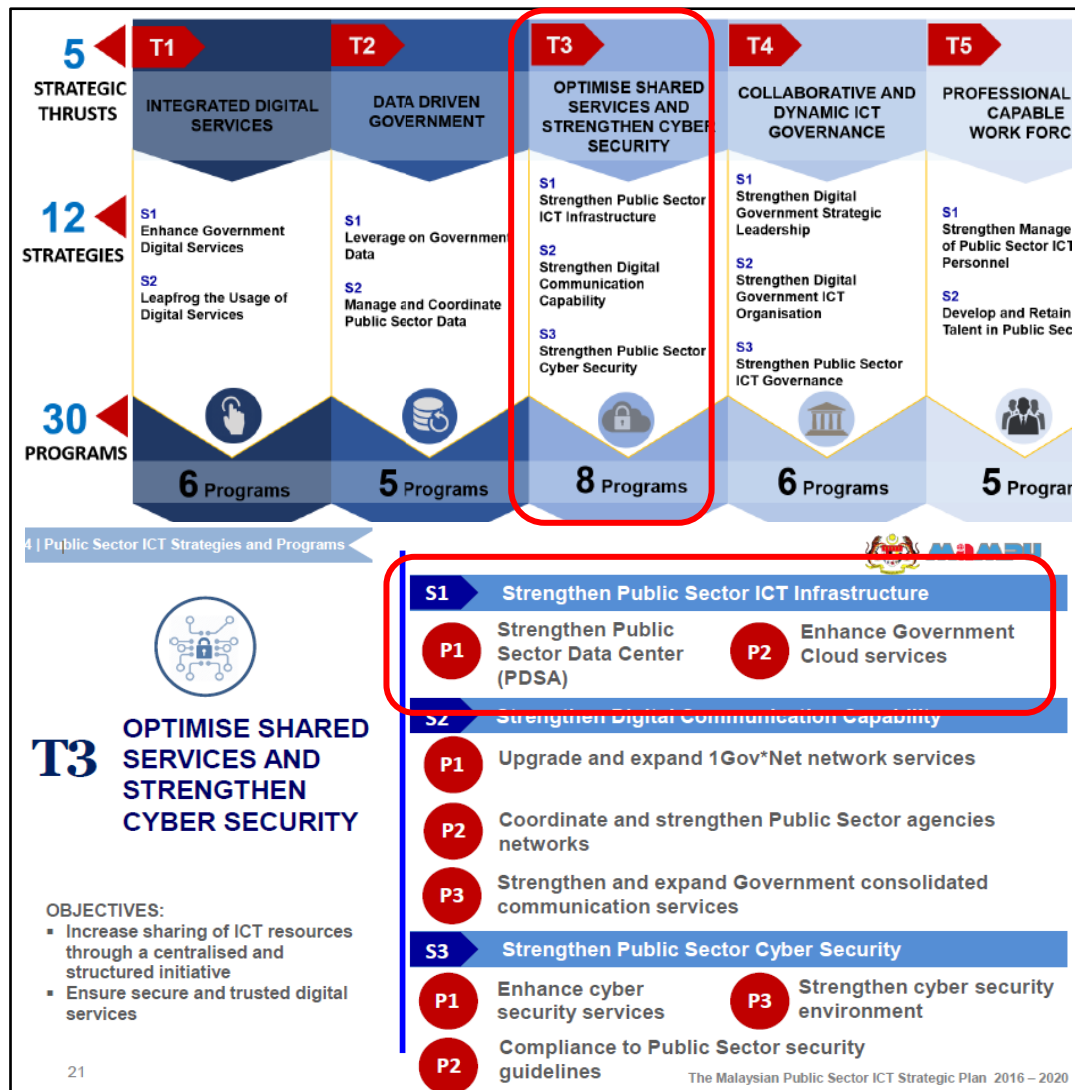 5
STRATEGIC
THRUSTS
T1
INTEGRATED DIGITAL
SERVICES
T2
DATA DRIVEN
GOVERNMENT
T3
OPTIMISE SHARED
SERVICES AND
STRENGTHEN CYBER
SECURITY
T4
COLLABORATIVE AND
DYNAMIC ICT
GOVERNANCE
T5
PROFESSIONAL
CAPABLE
WORK FORC
12
STRATEGIES
S1
Enhance Government
Digital Services
S2
Leapfrog the Usage of
Digital Services
S1
Leverage on Government
Data
S2
Manage and Coordinate
Public Sector Data
S1
Strengthen Public Sector
ICT Infrastructure
S2
Strengthen Digital
Communication
Capability
S3
Strengthen Public Sector
Cyber Security
S1
Strengthen Digital
Government Strategic
Leadership
S2
Strengthen Digital
Government ICT
Organisation
S3
Strengthen Public Sector
ICT Governance
S1
Strengthen Manage
of Public Sector ICT
Personnel
S2
Develop and Retain
Talent in Public Sec
30
PROGRAMS
6 Programs
5 Programs
8 Programs
6 Programs
5 Program
4 | Public Sector ICT Strategies and Programs
MAMPU
T3
OPTIMISE SHARED
SERVICES AND
STRENGTHEN
CYBER SECURITY
OBJECTIVES:
▪ Increase sharing of ICT resources
through a centralised and
structured initiative
▪ Ensure secure and trusted digital
services
S1 Strengthen Public Sector ICT Infrastructure
P1 Strengthen Public
Sector Data Center
(PDSA)
P2 Enhance Government
Cloud services
S2 Strengthen Digital Communication Capability
P1 Upgrade and expand 1Gov*Net network services
P2 Coordinate and strengthen Public Sector agencies
networks
P3 Strengthen and expand Government consolidated
communication services
S3 Strengthen Public Sector Cyber Security
P1 Enhance cyber
security services
P3 Strengthen cyber security
environment
P2 Compliance to Public Sector security
guidelines
21
The Malaysian Public Sector ICT Strategic Plan 2016 – 2020